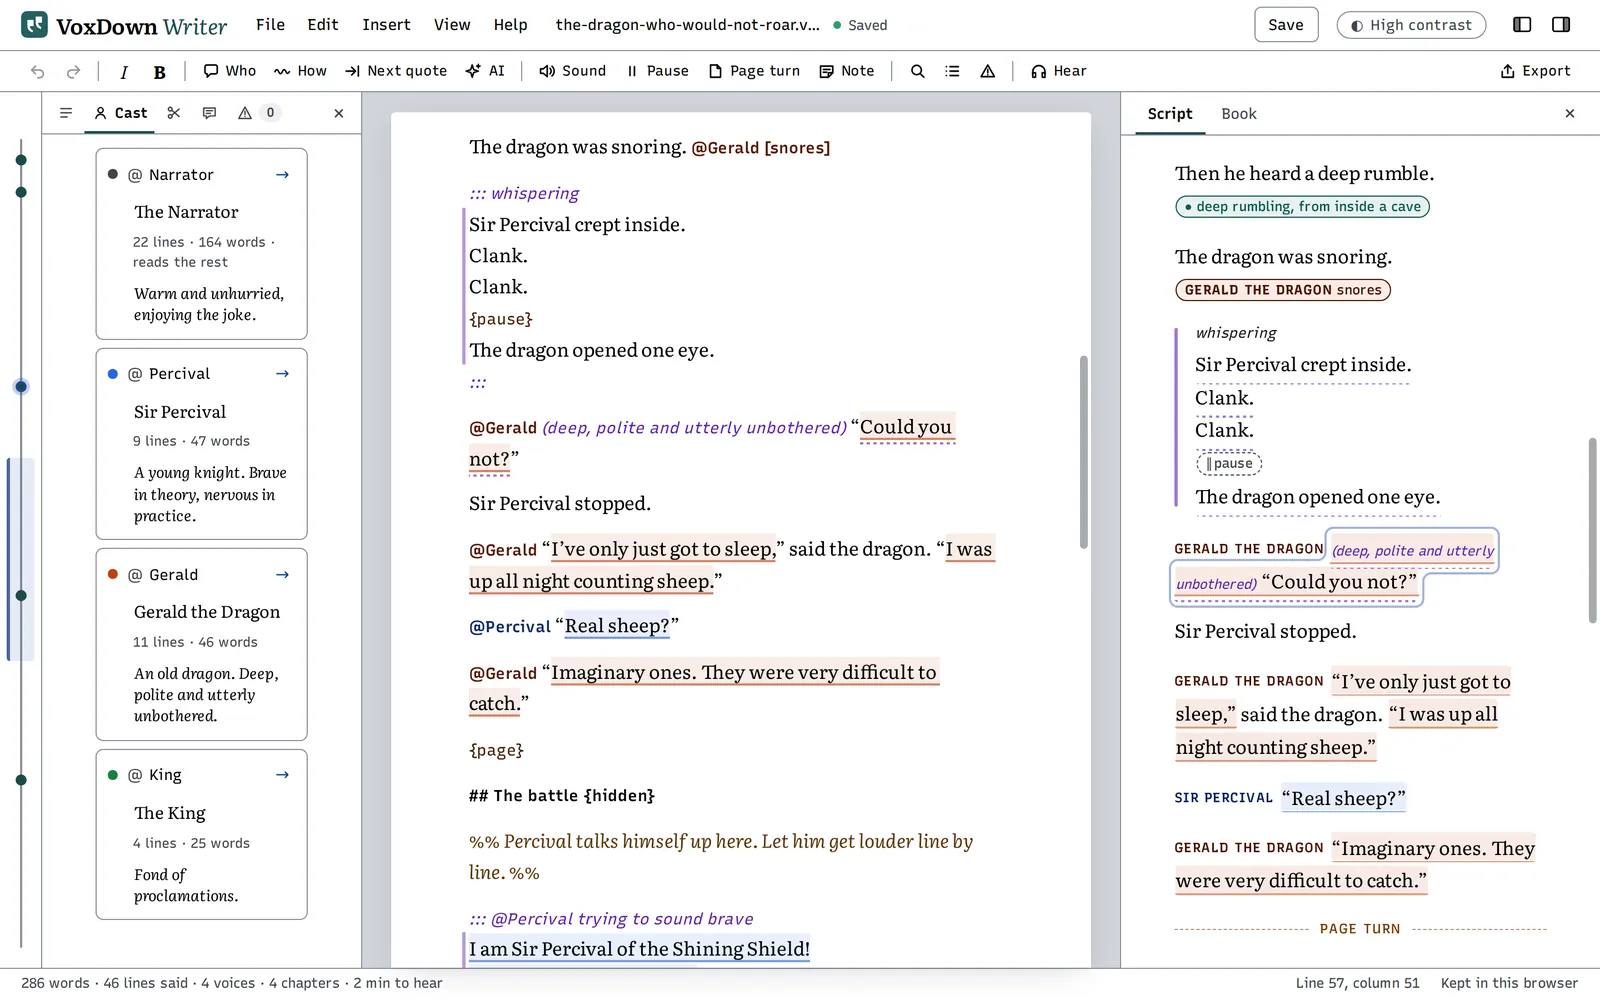 VoxDown Writer File Edit Insert View Help the-dragon-who-would-not-roar.v... Saved Save High contrast
I B Who How Next quote AI Sound Pause Page turn Note Hear Export
Cast 0
@ Narrator →
The Narrator
22 lines · 164 words ·
reads the rest
Warm and unhurried,
enjoying the joke.
@ Percival →
Sir Percival
9 lines · 47 words
A young knight. Brave
in theory, nervous in
practice.
@ Gerald →
Gerald the Dragon
11 lines · 46 words
An old dragon. Deep,
polite and utterly
unbothered.
@ King →
The King
4 lines · 25 words
Fond of
proclamations.
The dragon was snoring. @Gerald [snores]
::: whispering
Sir Percival crept inside.
Clank.
Clank.
{pause}
The dragon opened one eye.
:::
@Gerald (deep, polite and utterly unbothered) “Could you
not?”
Sir Percival stopped.
@Gerald “I’ve only just got to sleep,” said the dragon. “I was
up all night counting sheep.”
@Percival “Real sheep?”
@Gerald “Imaginary ones. They were very difficult to
catch.”
{page}
## The battle {hidden}
%% Percival talks himself up here. Let him get louder line by
line. %%
::: @Percival trying to sound brave
I am Sir Percival of the Shining Shield!
Script Book
Then he heard a deep rumble.
deep rumbling, from inside a cave
The dragon was snoring.
GERALD THE DRAGON snores
whispering
Sir Percival crept inside.
Clank.
Clank.
pause
The dragon opened one eye.
GERALD THE DRAGON (deep, polite and utterly
unbothered) “Could you not?”
Sir Percival stopped.
GERALD THE DRAGON “I’ve only just got to
sleep,” said the dragon. “I was up all
night counting sheep.”
SIR PERCIVAL “Real sheep?”
GERALD THE DRAGON “Imaginary ones. They
were very difficult to catch.”
PAGE TURN
286 words · 46 lines said · 4 voices · 4 chapters · 2 min to hear
Line 57, column 51 Kept in this browser